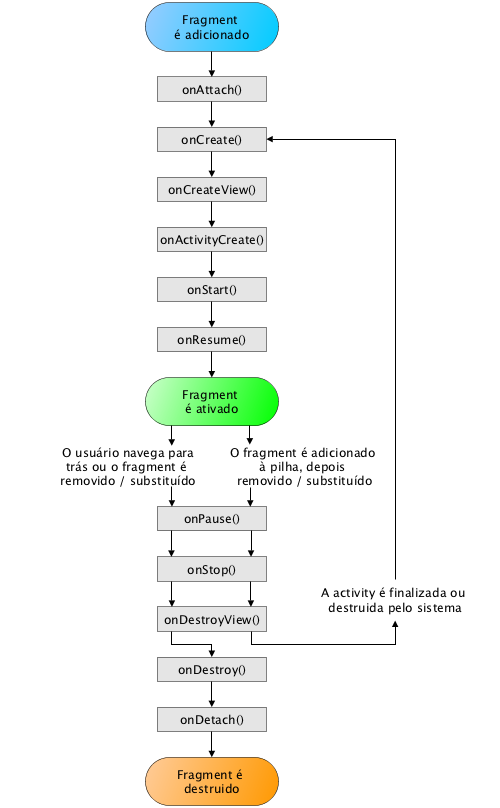 Fragment
é adicionado
onAttach()
onCreate()
onCreateView()
onActivityCreate()
onStart()
onResume()
Fragment
é ativado
O usuário navega para
trás ou o fragment é
removido / substituído
O fragment é adicionado
à pilha, depois
removido / substituído
onPause()
onStop()
A activity é finalizada ou
destruida pelo sistema
onDestroyView()
onDestroy()
onDetach()
Fragment é
destruido